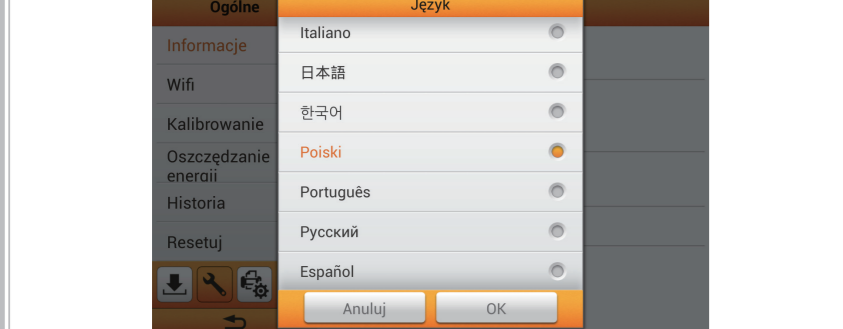 Ogólne
Język
Informacje
Wifi
Kalibrowanie
Oszczędzanie
energii
Historia
Resetuj
Italiano
日本語
한국어
Poiski
Português
Русский
Español
Anuluj
OK